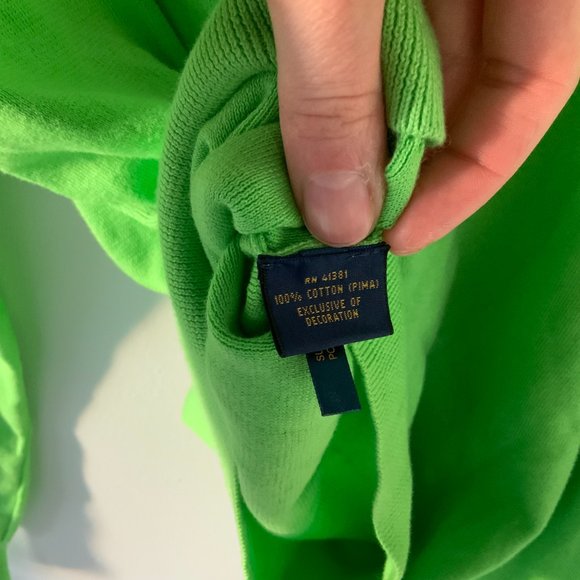 RN 41381
100% COTTON (PIMA)
EXCLUSIVE OF
DECORATION